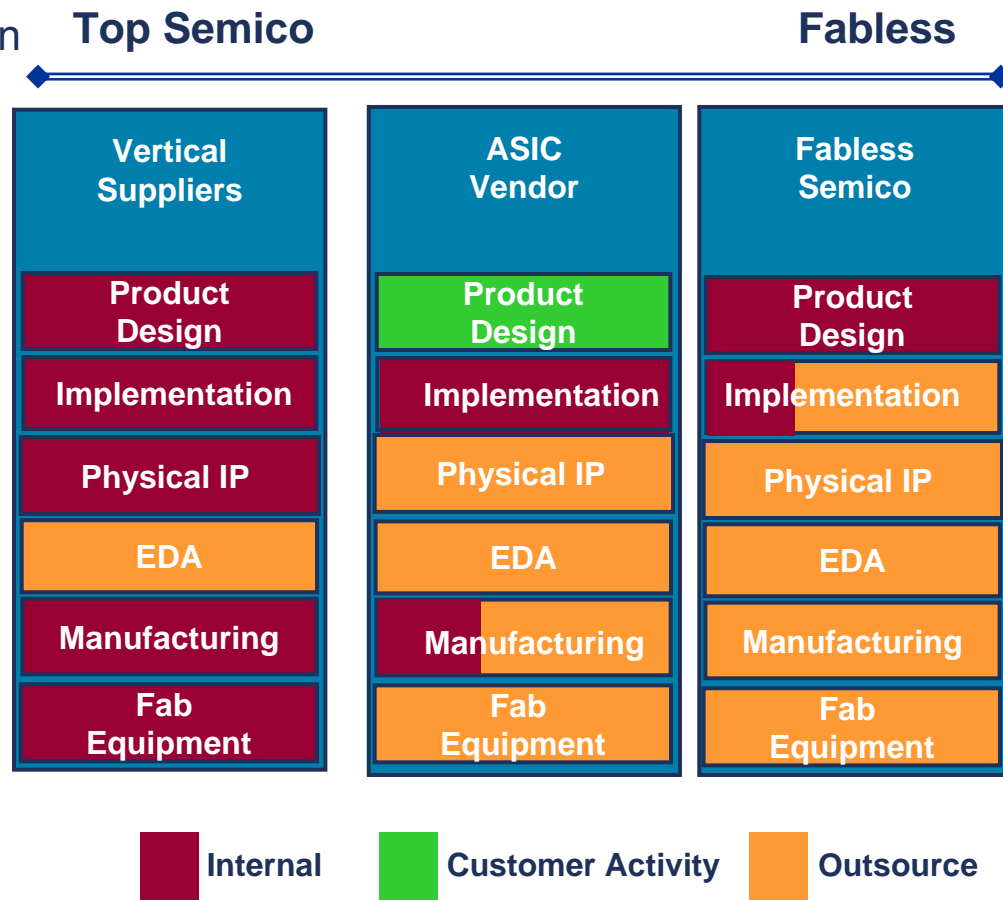 n
Top Semico
Fabless
Vertical
Suppliers
Product
Design
Implementation
Physical IP
EDA
Manufacturing
Fab
Equipment
ASIC
Vendor
Product
Design
Implementation
Physical IP
EDA
Manufacturing
Fab
Equipment
Fabless
Semico
Product
Design
Implementation
Physical IP
EDA
Manufacturing
Fab
Equipment
Internal
Customer Activity
Outsource